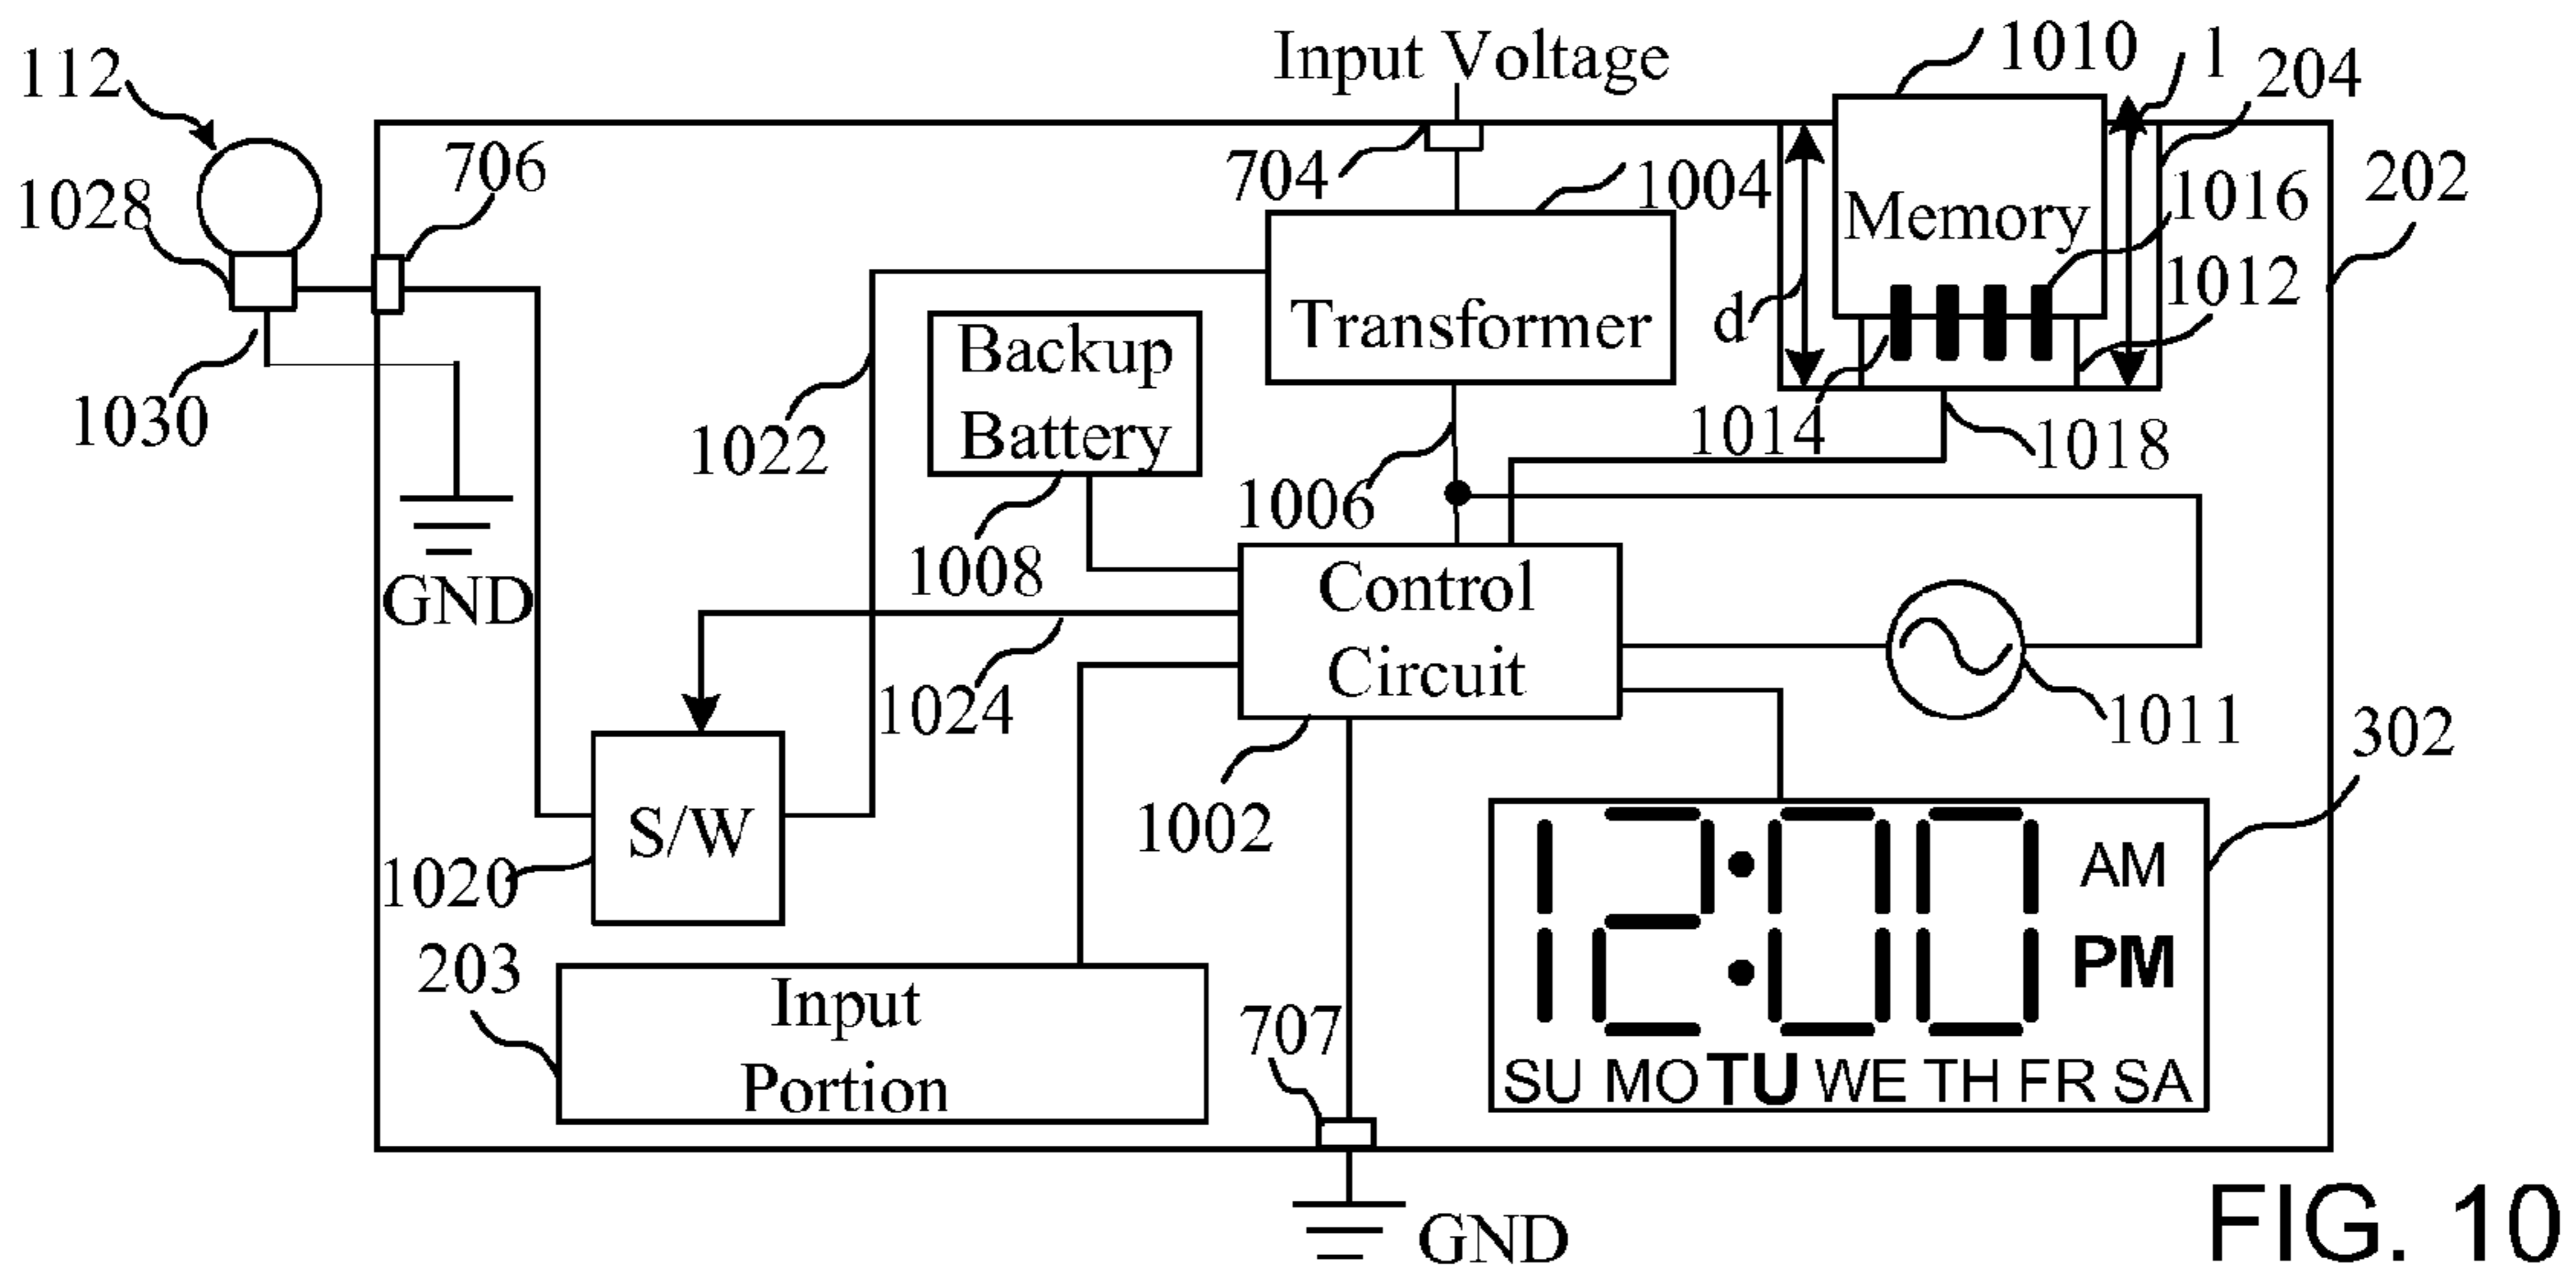 Input Voltage
1010
l
204
112
706
704
1004
1016
202
1028
Memory
1012
d
Transformer
Backup
Battery
1030
1022
1014
1018
1006
1008
GND
Control
Circuit
1024
1011
302
S/W
1002
1020
12:00
AM
PM
203
Input
Portion
707
SU MO TU WE TH FR SA
GND
FIG. 10